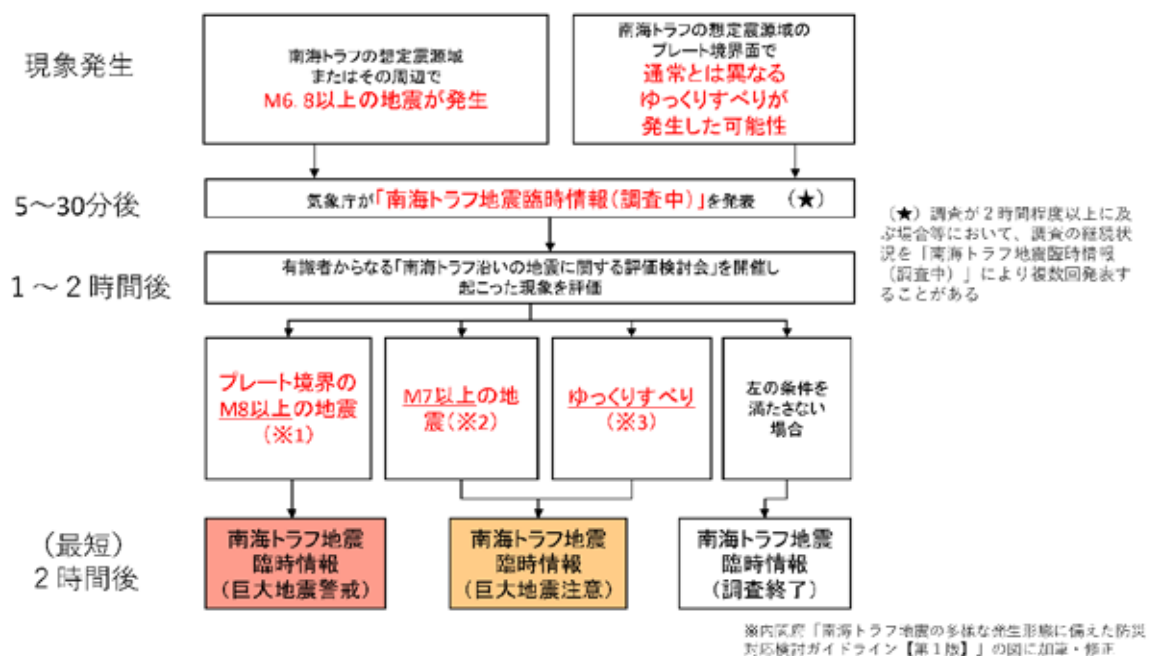 現象発生
南海トラフの想定震源域
またはその周辺で
M6.8以上の地震が発生
南海トラフの想定震源域の
プレート境界面で
通常とは異なる
ゆっくりすべりが
発生した可能性
5～30分後
気象庁が「南海トラフ地震臨時情報(調査中)」を発表 (★)
(★)調査が2時間程度以上に及
ぶ場合等において、調査の継続状
況を「南海トラフ地震臨時情報
(調査中)」により複数回発表す
ることがある
1～2時間後
有識者からなる「南海トラフ沿いの地震に関する評価検討会」を開催し
起こった現象を評価
プレート境界の
M8以上の地震
(※1)
M7以上の地
震(※2)
ゆっくりすべり
(※3)
左の条件を
満たさない
場合
(最短)
2時間後
南海トラフ地震
臨時情報
(巨大地震警戒)
南海トラフ地震
臨時情報
(巨大地震注意)
南海トラフ地震
臨時情報
(調査終了)
※内閣府「南海トラフ地震の多様な発生形態に備えた防災
対応検討ガイドライン【第1版】」の図に加筆・修正